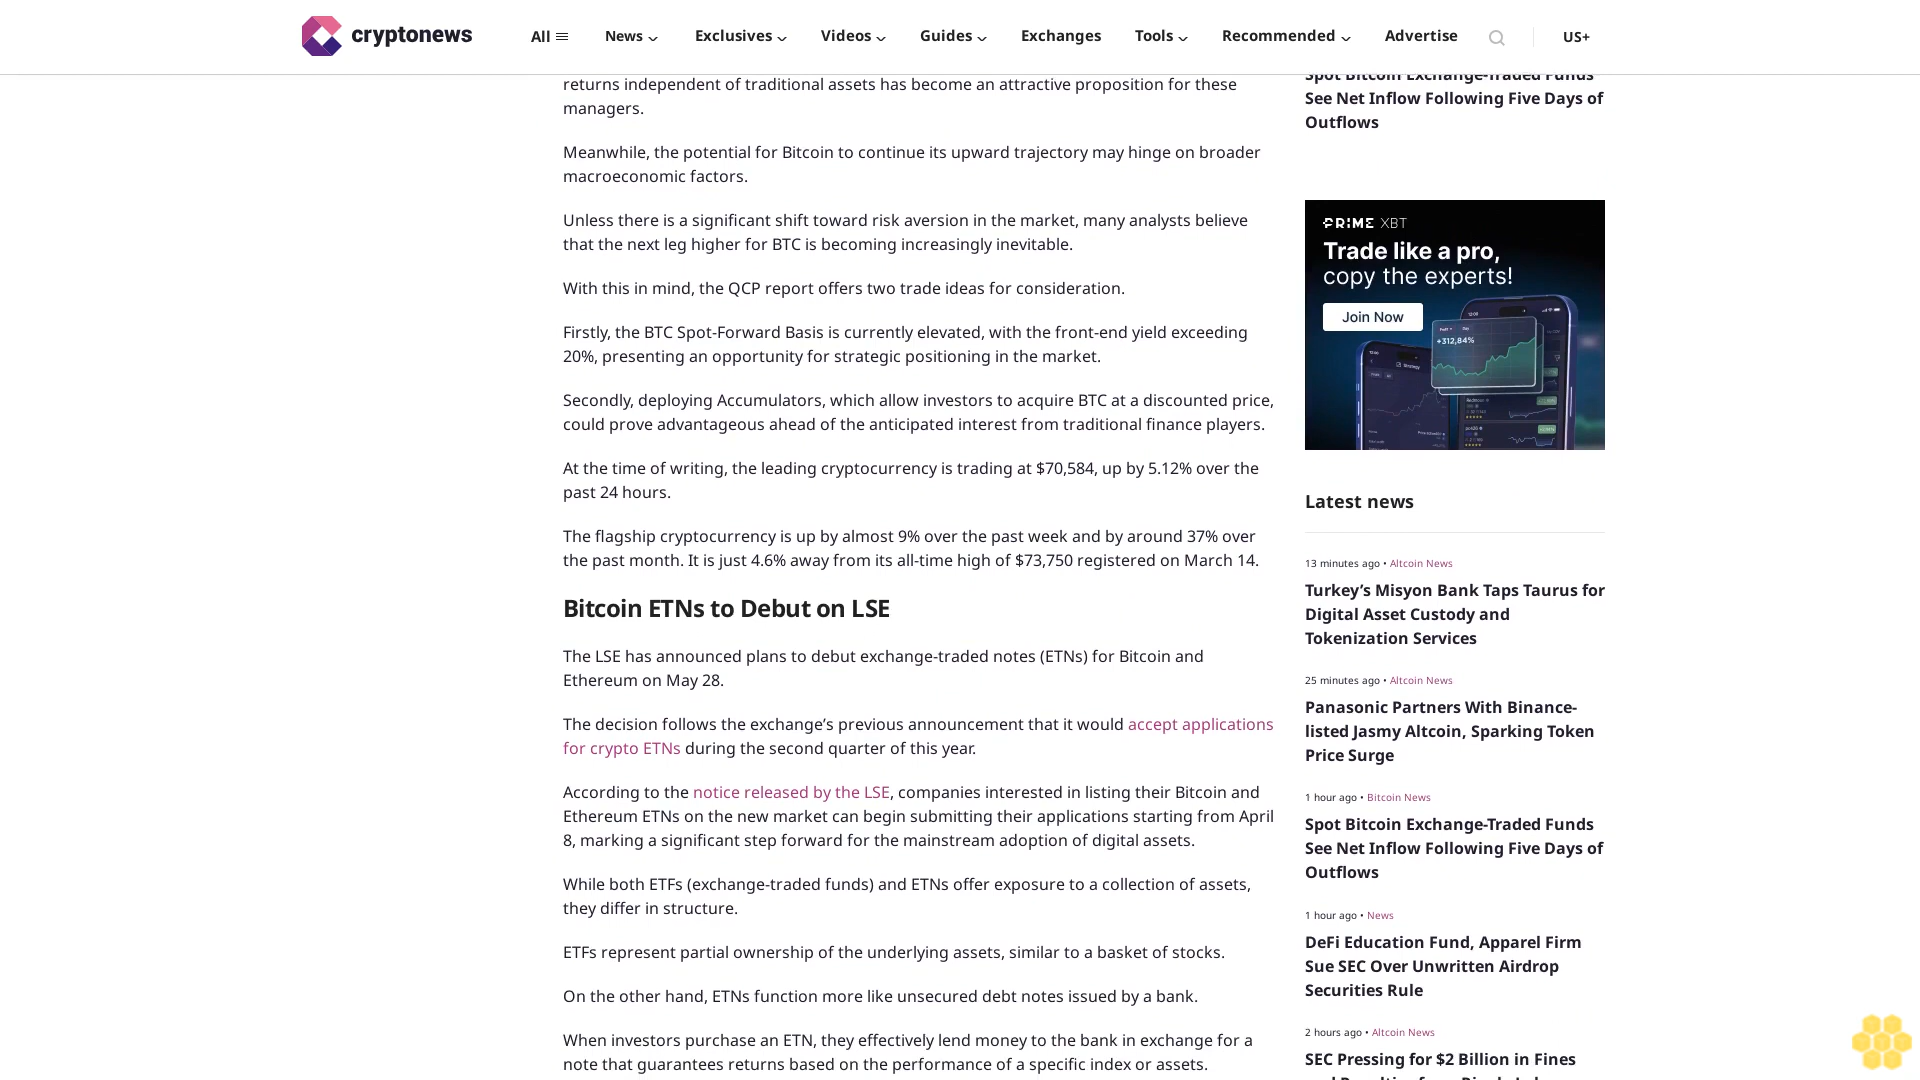 cryptonews
All
News
Exclusives
Videos
Guides
Exchanges
Tools
Recommended
Advertise
US+
returns independent of traditional assets has become an attractive proposition for these
managers.
Meanwhile, the potential for Bitcoin to continue its upward trajectory may hinge on broader
macroeconomic factors.
Unless there is a significant shift toward risk aversion in the market, many analysts believe
that the next leg higher for BTC is becoming increasingly inevitable.
With this in mind, the QCP report offers two trade ideas for consideration.
Firstly, the BTC Spot-Forward Basis is currently elevated, with the front-end yield exceeding
20%, presenting an opportunity for strategic positioning in the market.
Secondly, deploying Accumulators, which allow investors to acquire BTC at a discounted price,
could prove advantageous ahead of the anticipated interest from traditional finance players.
At the time of writing, the leading cryptocurrency is trading at $70,584, up by 5.12% over the
past 24 hours.
The flagship cryptocurrency is up by almost 9% over the past week and by around 37% over
the past month. It is just 4.6% away from its all-time high of $73,750 registered on March 14.
Bitcoin ETNs to Debut on LSE
The LSE has announced plans to debut exchange-traded notes (ETNs) for Bitcoin and
Ethereum on May 28.
The decision follows the exchange’s previous announcement that it would accept applications
for crypto ETNs during the second quarter of this year.
According to the notice released by the LSE, companies interested in listing their Bitcoin and
Ethereum ETNs on the new market can begin submitting their applications starting from April
8, marking a significant step forward for the mainstream adoption of digital assets.
While both ETFs (exchange-traded funds) and ETNs offer exposure to a collection of assets,
they differ in structure.
ETFs represent partial ownership of the underlying assets, similar to a basket of stocks.
On the other hand, ETNs function more like unsecured debt notes issued by a bank.
When investors purchase an ETN, they effectively lend money to the bank in exchange for a
note that guarantees returns based on the performance of a specific index or assets.
Spot Bitcoin Exchange-Traded Funds
See Net Inflow Following Five Days of
Outflows
PRIME XBT
Trade like a pro,
copy the experts!
Join Now
+312,84%
Latest news
13 minutes ago • Altcoin News
Turkey’s Misyon Bank Taps Taurus for
Digital Asset Custody and
Tokenization Services
25 minutes ago • Altcoin News
Panasonic Partners With Binance-
listed Jasmy Altcoin, Sparking Token
Price Surge
1 hour ago • Bitcoin News
Spot Bitcoin Exchange-Traded Funds
See Net Inflow Following Five Days of
Outflows
1 hour ago • News
DeFi Education Fund, Apparel Firm
Sue SEC Over Unwritten Airdrop
Securities Rule
2 hours ago • Altcoin News
SEC Pressing for $2 Billion in Fines